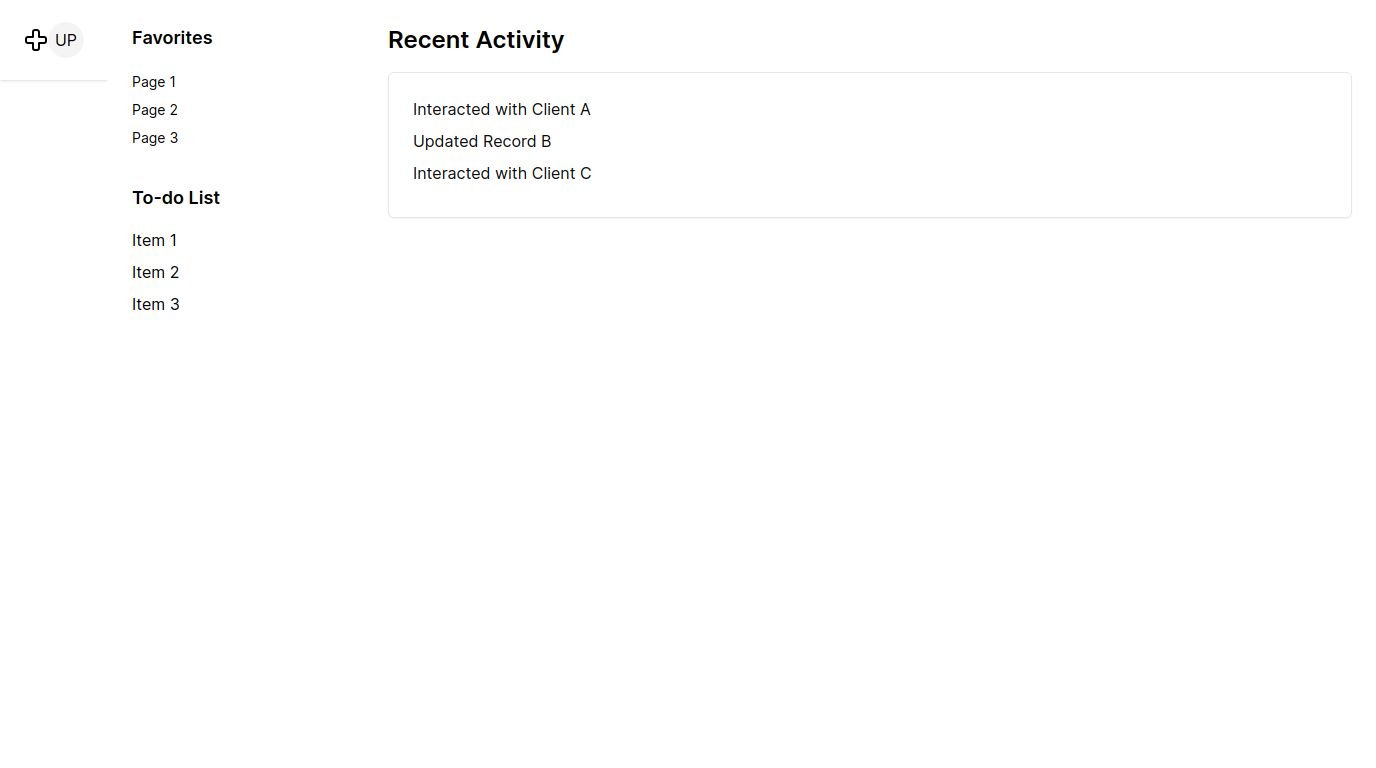 UP
Favorites
Page 1
Page 2
Page 3
To-do List
Item 1
Item 2
Item 3
Recent Activity
Interacted with Client A
Updated Record B
Interacted with Client C